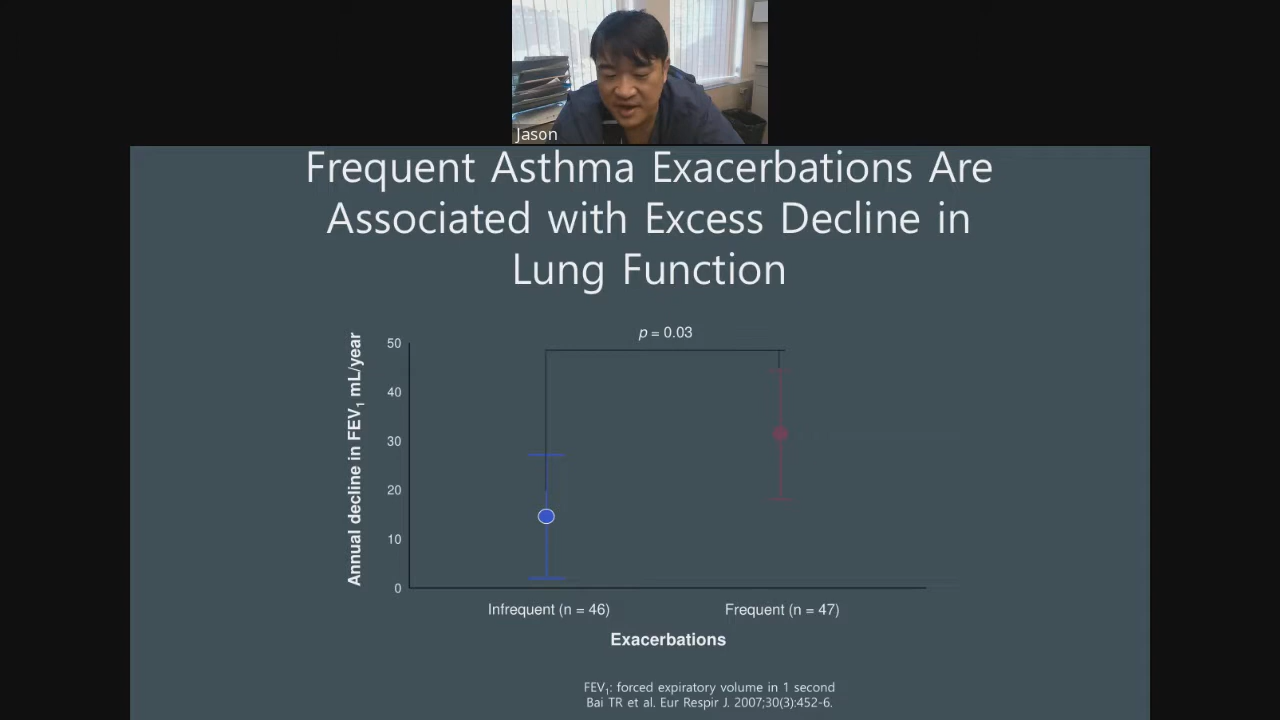 Jason
Frequent Asthma Exacerbations Are
Associated with Excess Decline in
Lung Function
p = 0.03
Annual decline in FEV1 mL/year
50
40
30
20
10
0
Infrequent (n = 46)
Frequent (n = 47)
Exacerbations
FEV1: forced expiratory volume in 1 second
Bai TR et al. Eur Respir J. 2007;30(3):452-6.